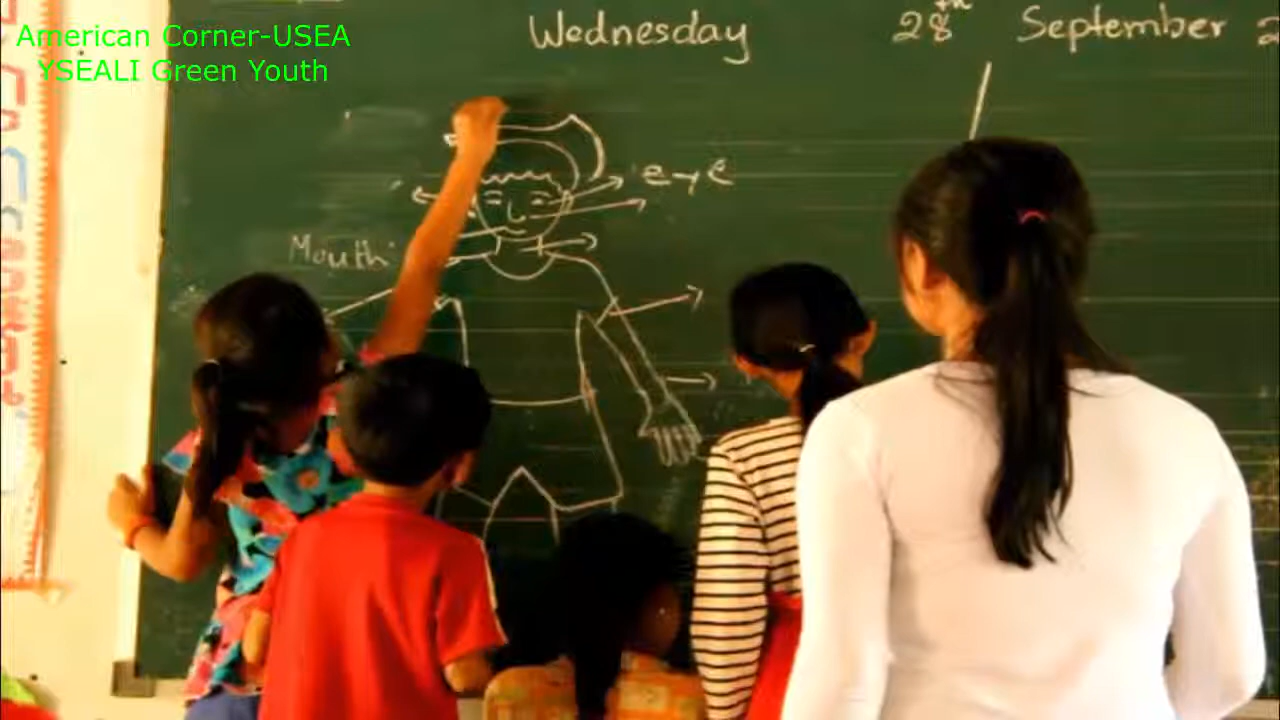 American Corner-USEA
YSEALI Green Youth
Wednesday 28th September
eye
Mouth